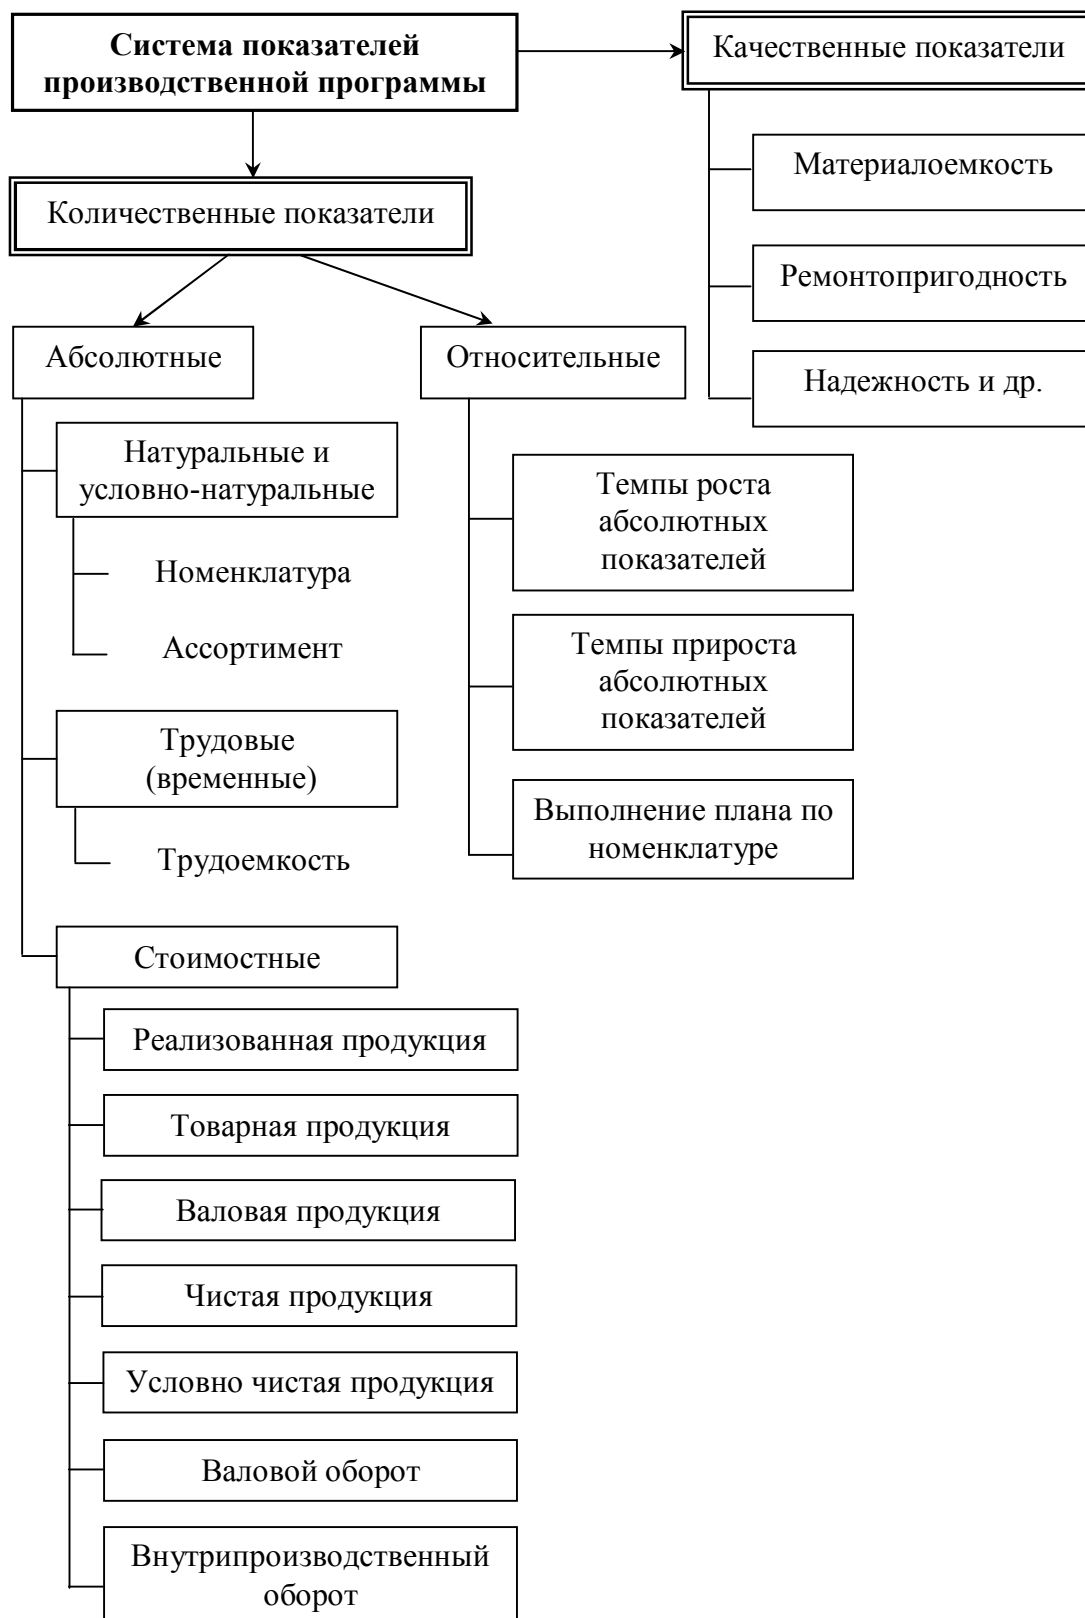 Система показателей
производственной программы
Качественные показатели
Материалоемкость
Ремонтопригодность
Надежность и др.
Количественные показатели
Абсолютные
Натуральные и
условно-натуральные
Номенклатура
Ассортимент
Трудовые
(временные)
Трудоемкость
Стоимостные
Реализованная продукция
Товарная продукция
Валовая продукция
Чистая продукция
Условно чистая продукция
Валовой оборот
Внутрипроизводственный
оборот
Относительные
Темпы роста
абсолютных
показателей
Темпы прироста
абсолютных
показателей
Выполнение плана по
номенклатуре